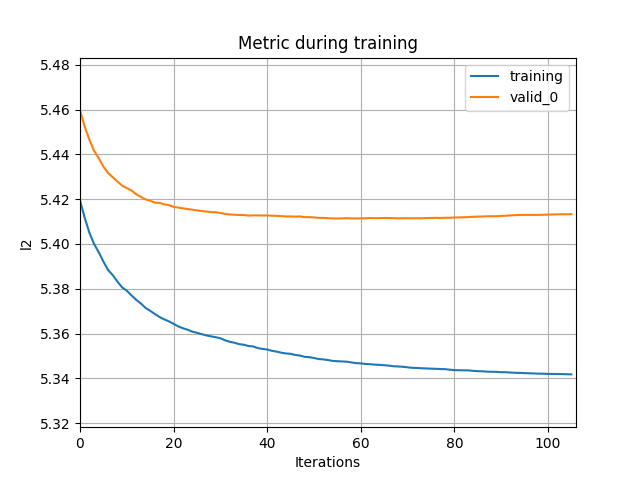 Metric during training
training
valid_0
5.48
5.46
5.44
5.42
5.40
5.38
5.36
5.34
5.32
l2
0 20 40 60 80 100
Iterations